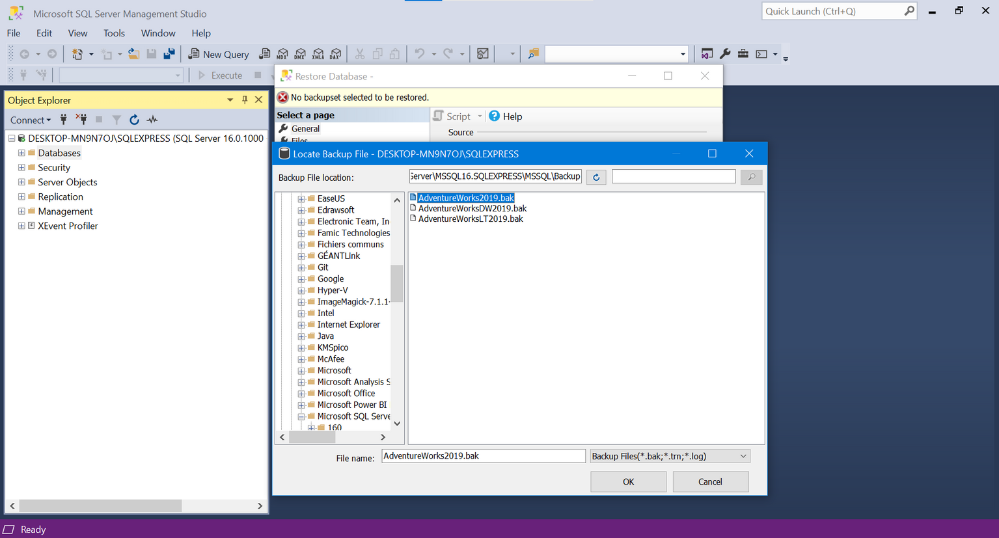 Microsoft SQL Server Management Studio
Quick Launch (Ctrl+Q)
File Edit View Tools Window Help
New Query MDX DMX XMLA DAX
Execute
Restore Database -
No backupset selected to be restored.
Select a page
General
Files
Script Help
Source
Object Explorer
Connect
DESKTOP-MN9N7OJ\SQLEXPRESS (SQL Server 16.0.1000
Databases
Security
Server Objects
Replication
Management
XEvent Profiler
Locate Backup File - DESKTOP-MN9N7OJ\SQLEXPRESS
Backup File location:
Server\MSSQL16.SQLEXPRESS\MSSQL\Backup
EaseUS
Edrawsoft
Electronic Team, In
Famic Technologies
Fichiers communs
GÉANTLink
Git
Google
Hyper-V
ImageMagick-7.1.1-
Intel
Internet Explorer
Java
KMSpico
McAfee
Microsoft
Microsoft Analysis S
Microsoft Office
Microsoft Power BI
Microsoft SQL Serve
160
AdventureWorks2019.bak
AdventureWorksDW2019.bak
AdventureWorksLT2019.bak
File name: AdventureWorks2019.bak
Backup Files(*.bak;*.trn;*.log)
OK Cancel
Ready